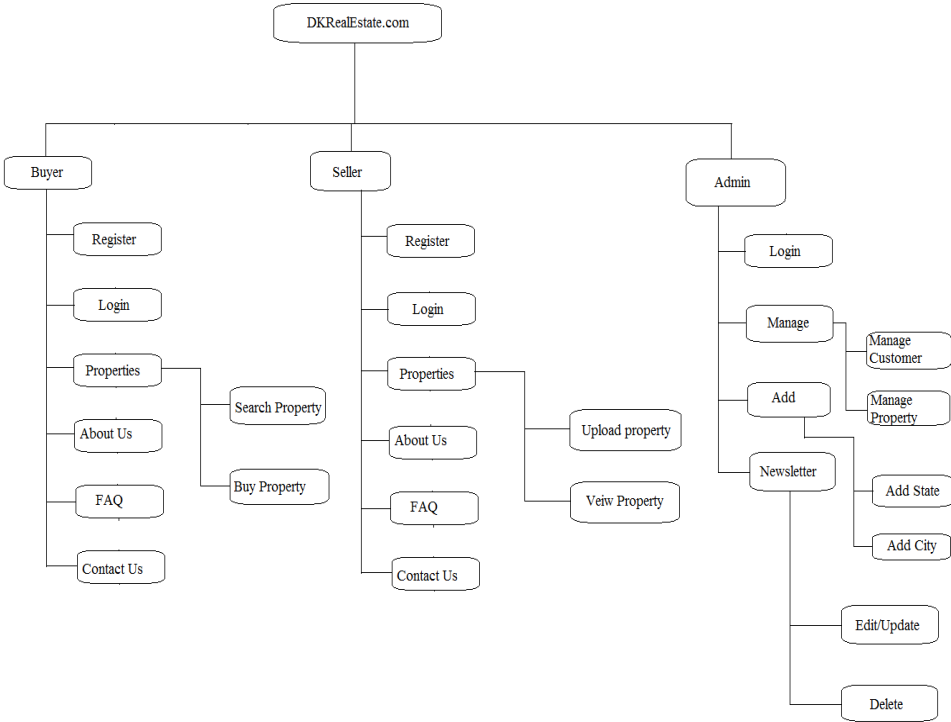 DKRealEstate.com
Buyer
Register
Login
Properties
Search Property
Buy Property
About Us
FAQ
Contact Us
Seller
Register
Login
Properties
Upload property
Veiw Property
About Us
FAQ
Contact Us
Admin
Login
Manage
Manage
Customer
Manage
Property
Add
Add State
Add City
Newsletter
Edit/Update
Delete